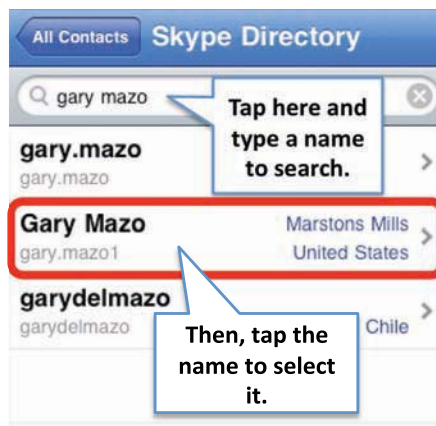 All Contacts Skype Directory
gary mazo
Tap here and
type a name
to search.
gary.mazo
gary.mazo
Gary Mazo Marstons Mills
gary.mazo1 United States
garydelmazo
garydelmazo Chile
Then, tap the
name to select
it.